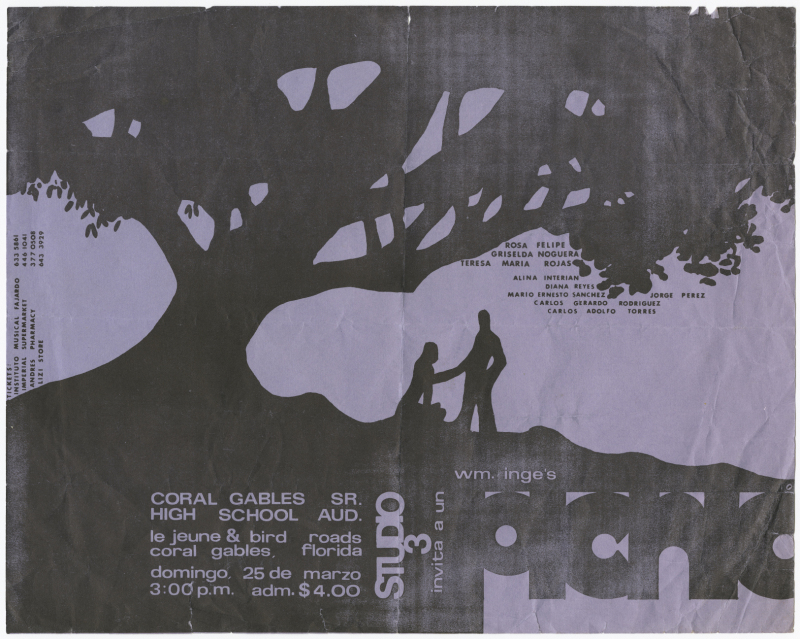 ROSA FELIPE
GRISELDA NOGUERA
TERESA MARIA ROJAS
ALINA INTERIAN
DIANA REYES
MARIO ERNESTO SANCHEZ JORGE PEREZ
CARLOS GERARDO RODRIGUEZ
CARLOS ADOLFO TORRES
TICKETS:
INSTITUTO MUSICAL FAJARDO 633 5861
IMPERIAL SUPERMARKET 446 1041
ANDRES PHARMACY 377 0508
LIZI STORE 643 3929
CORAL GABLES SR.
HIGH SCHOOL AUD.
le jeune & bird roads
coral gables, florida
domingo, 25 de marzo
3:00 p.m. adm. $4.00
STUDIO
3
invita a un
wm. inge's
picnic